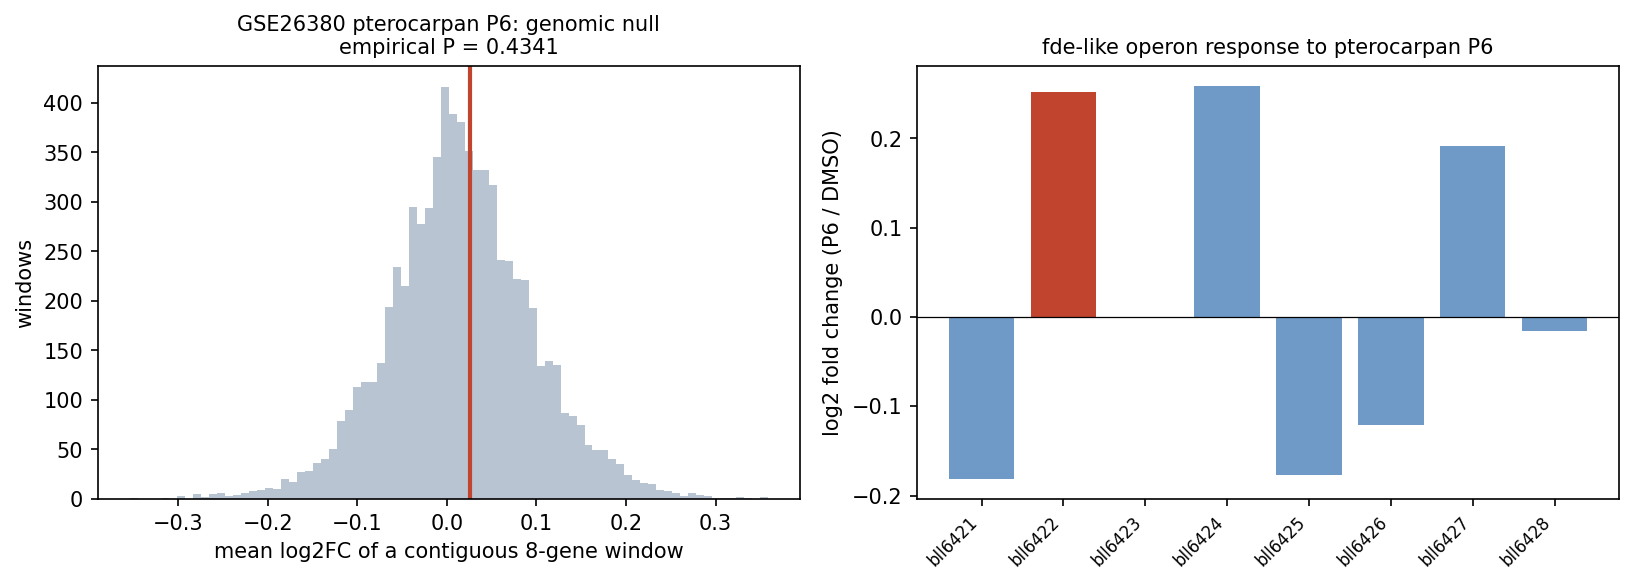 GSE26380 pterocarpan P6: genomic null
empirical P = 0.4341
windows
400
350
300
250
200
150
100
50
0
−0.3
−0.2
−0.1
0.0
0.1
0.2
0.3
mean log2FC of a contiguous 8-gene window
fde-like operon response to pterocarpan P6
log2 fold change (P6 / DMSO)
0.2
0.1
0.0
−0.1
−0.2
bll6421
bll6422
bll6423
bll6424
bll6425
bll6426
bll6427
bll6428